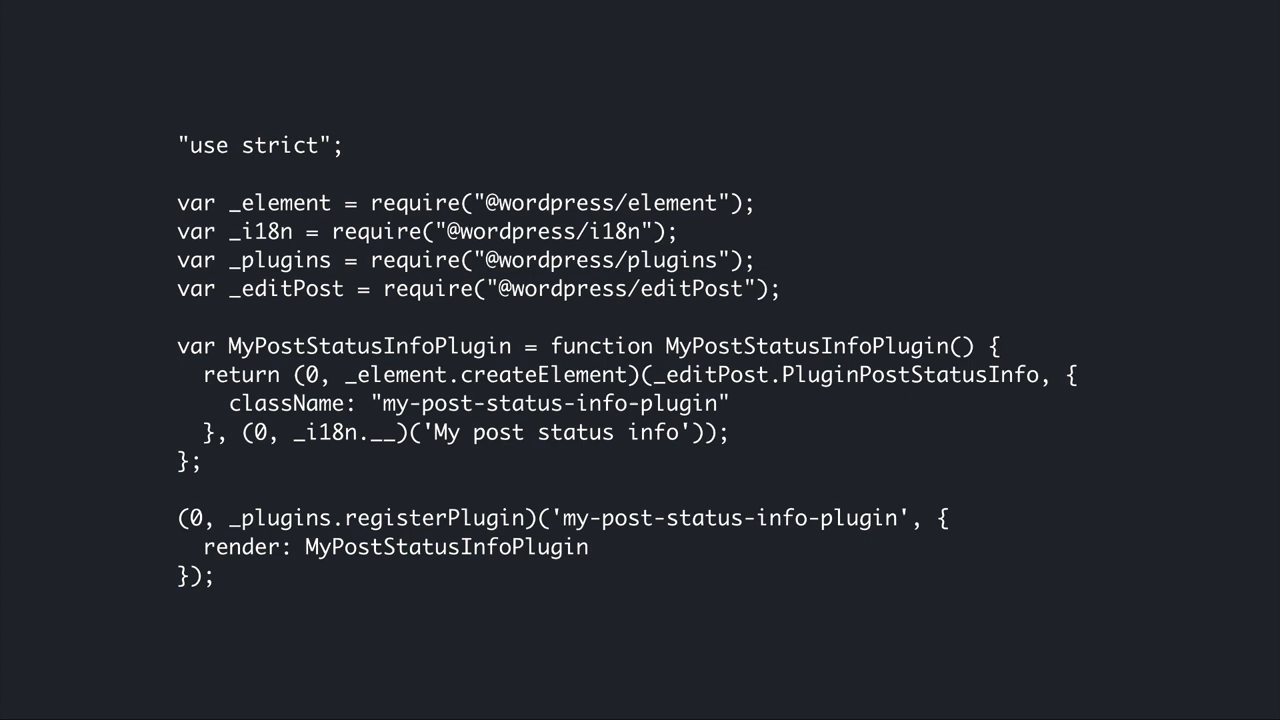 "use strict";

var _element = require("@wordpress/element");
var _i18n = require("@wordpress/i18n");
var _plugins = require("@wordpress/plugins");
var _editPost = require("@wordpress/editPost");

var MyPostStatusInfoPlugin = function MyPostStatusInfoPlugin() {
  return (0, _element.createElement)(_editPost.PluginPostStatusInfo, {
    className: "my-post-status-info-plugin"
  }, (0, _i18n.__)('My post status info'));
};

(0, _plugins.registerPlugin)('my-post-status-info-plugin', {
  render: MyPostStatusInfoPlugin
});